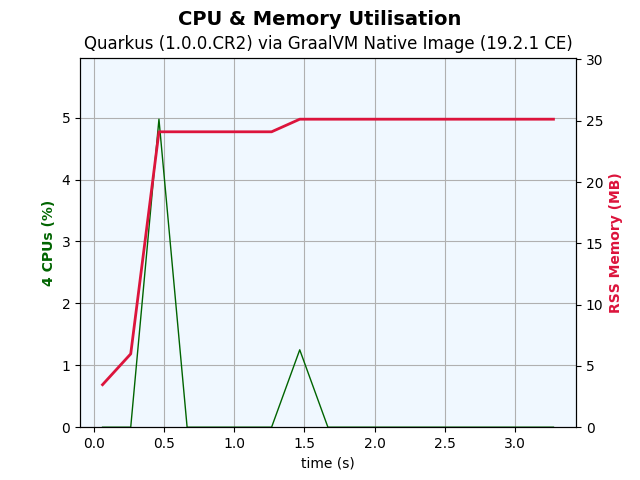 CPU & Memory Utilisation
Quarkus (1.0.0.CR2) via GraalVM Native Image (19.2.1 CE)
4 CPUs (%)
5
4
3
2
1
0
30
25
20
15
10
5
0
RSS Memory (MB)
0.0 0.5 1.0 1.5 2.0 2.5 3.0
time (s)